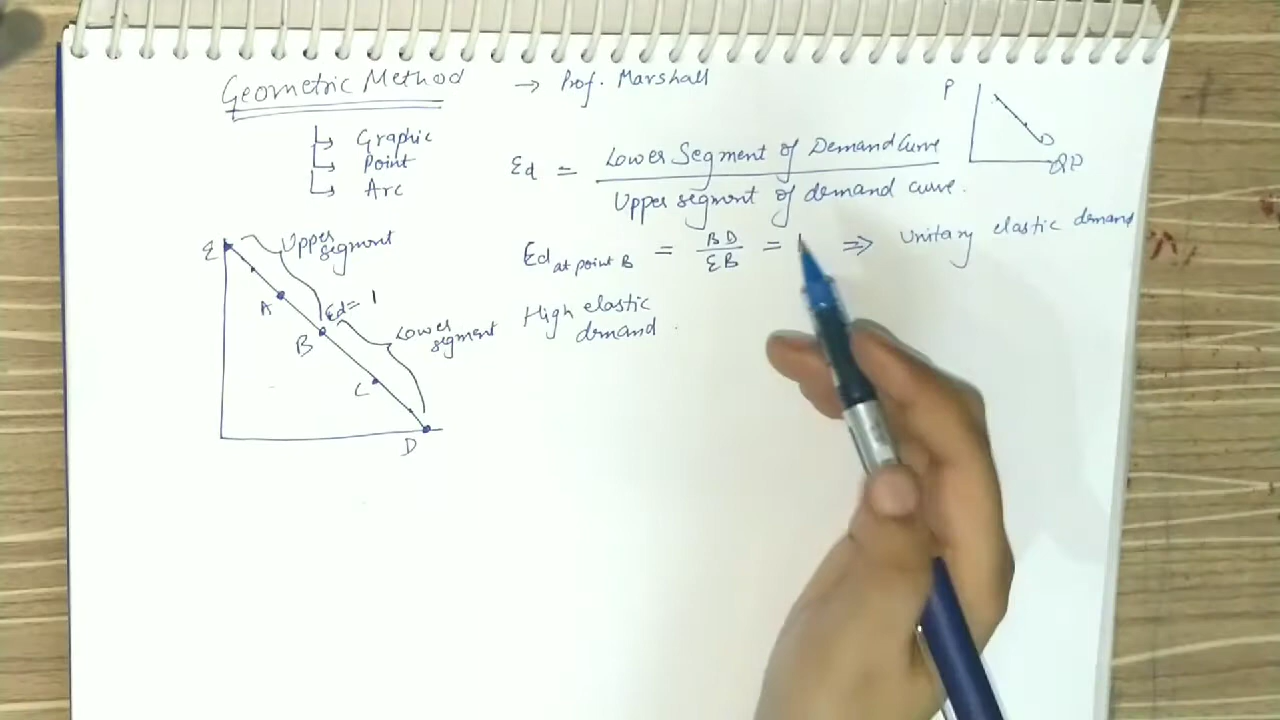 Geometric Method → Prof. Marshall
Graphic
Point
Arc
Ed = Lower Segment of Demand Curve
Upper segment of demand curve.
P
QD
E
Upper
segment
A
Ed = 1
B
Lower
segment
C
D
Ed at point B = BD / EB = 1 ⇒ Unitary elastic demand
High elastic
demand.